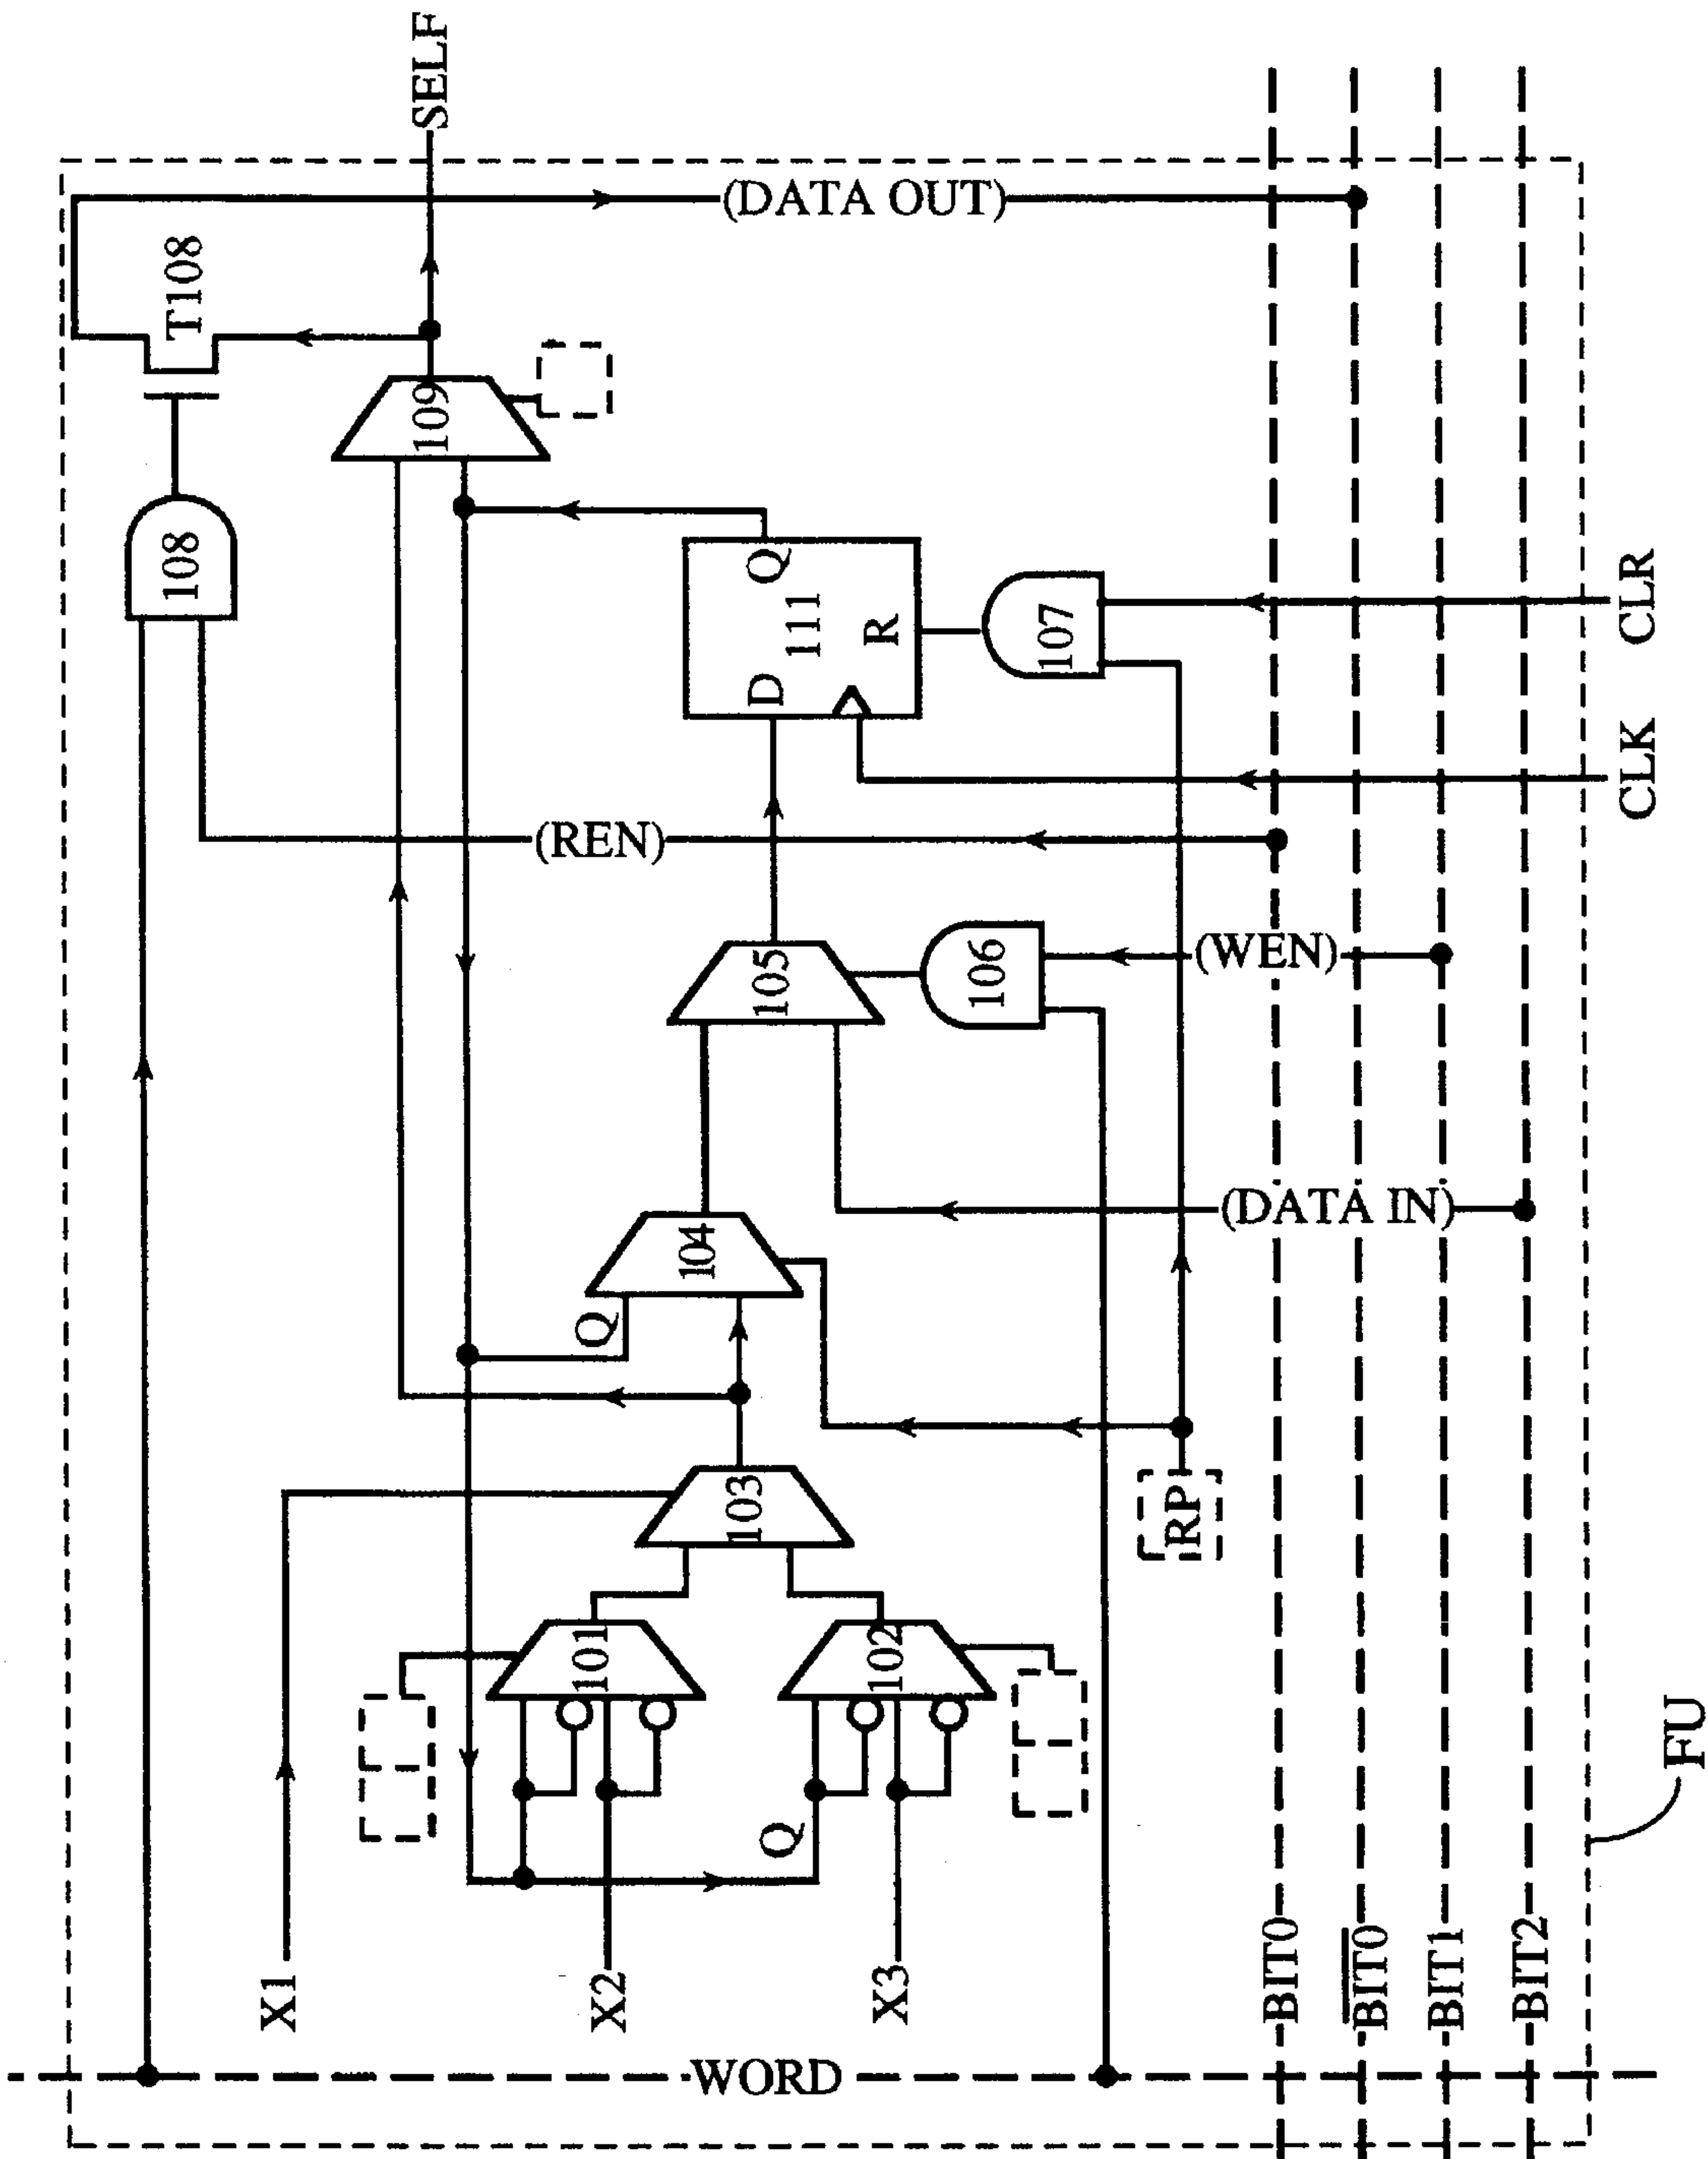 SELF
(DATA OUT)
T108
109
108
Q
111
D
R
107
CLR
CLK
(REN)
105
106
(WEN)
104
(DATA IN)
Q
103
RP
101
102
Q
X1
X2
X3
BIT0
BIT0
BIT1
BIT2
WORD
FU